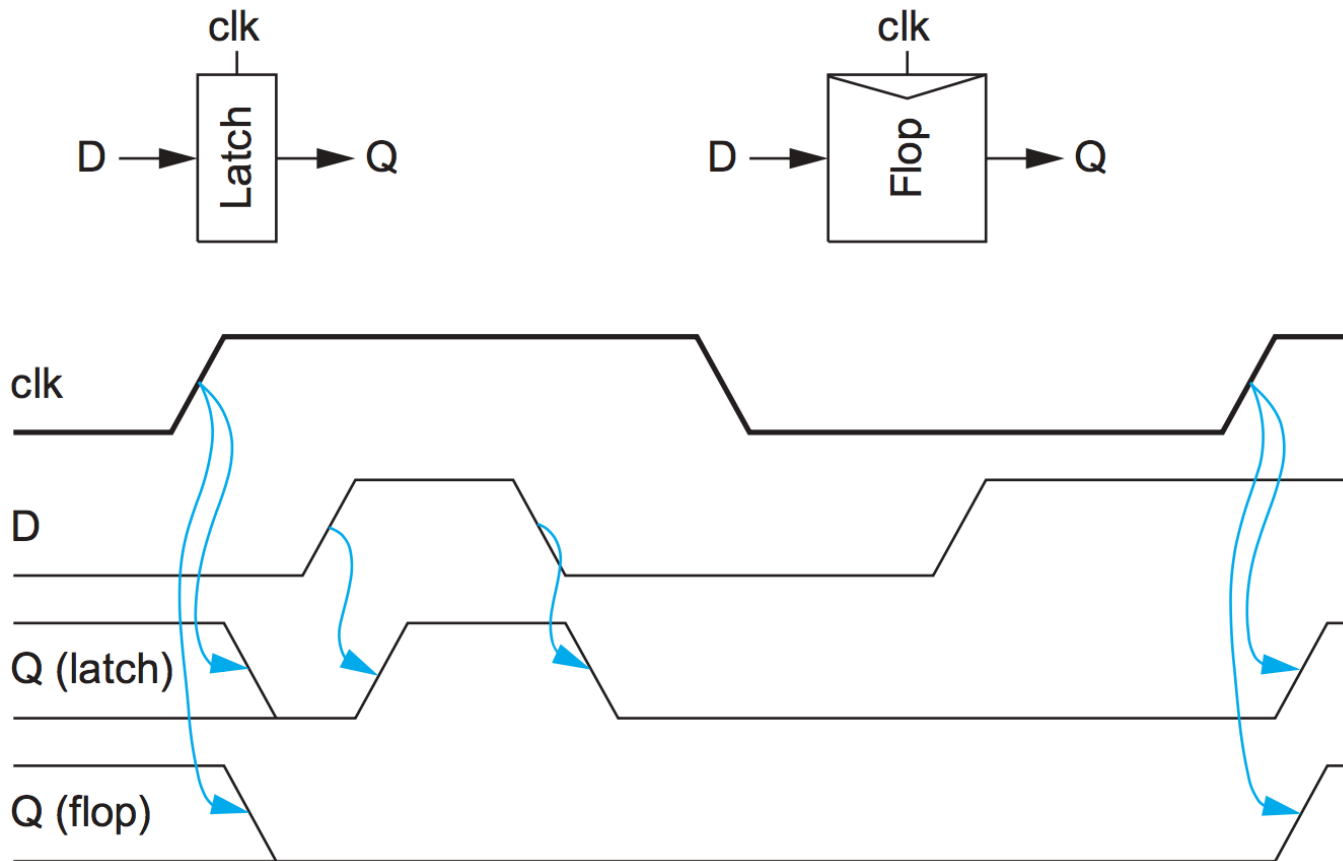 clk
D Latch Q
clk
D Flop Q
clk
D
Q (latch)
Q (flop)